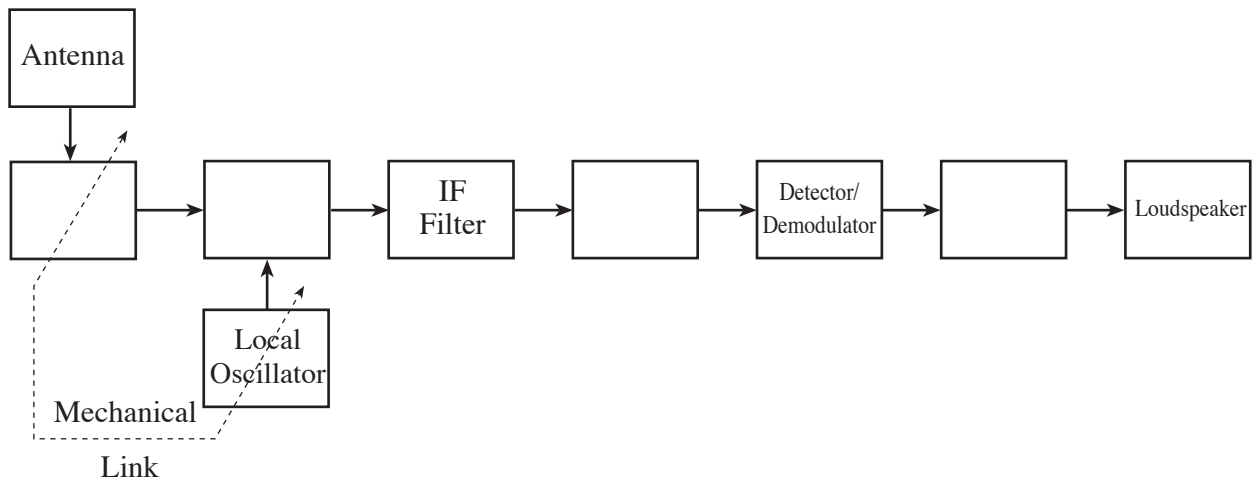 Antenna
IF
Filter
Detector/
Demodulator
Loudspeaker
Local
Oscillator
Mechanical
Link